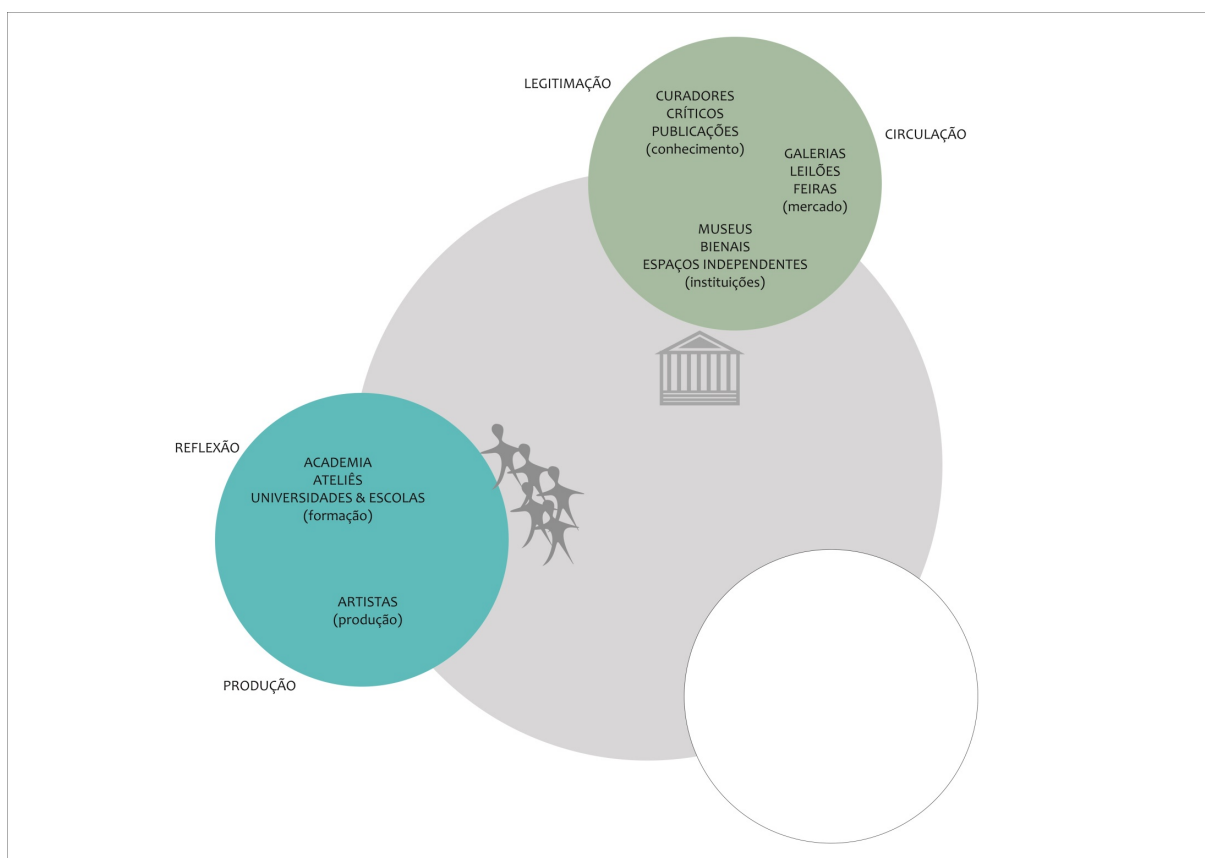 LEGITIMAÇÃO
CURADORES
CRÍTICOS
PUBLICAÇÕES
(conhecimento)
CIRCULAÇÃO
GALERIAS
LEILÕES
FEIRAS
(mercado)
MUSEUS
BIENAIS
ESPAÇOS INDEPENDENTES
(instituições)
REFLEXÃO
ACADEMIA
ATELIÊS
UNIVERSIDADES & ESCOLAS
(formação)
ARTISTAS
(produção)
PRODUÇÃO